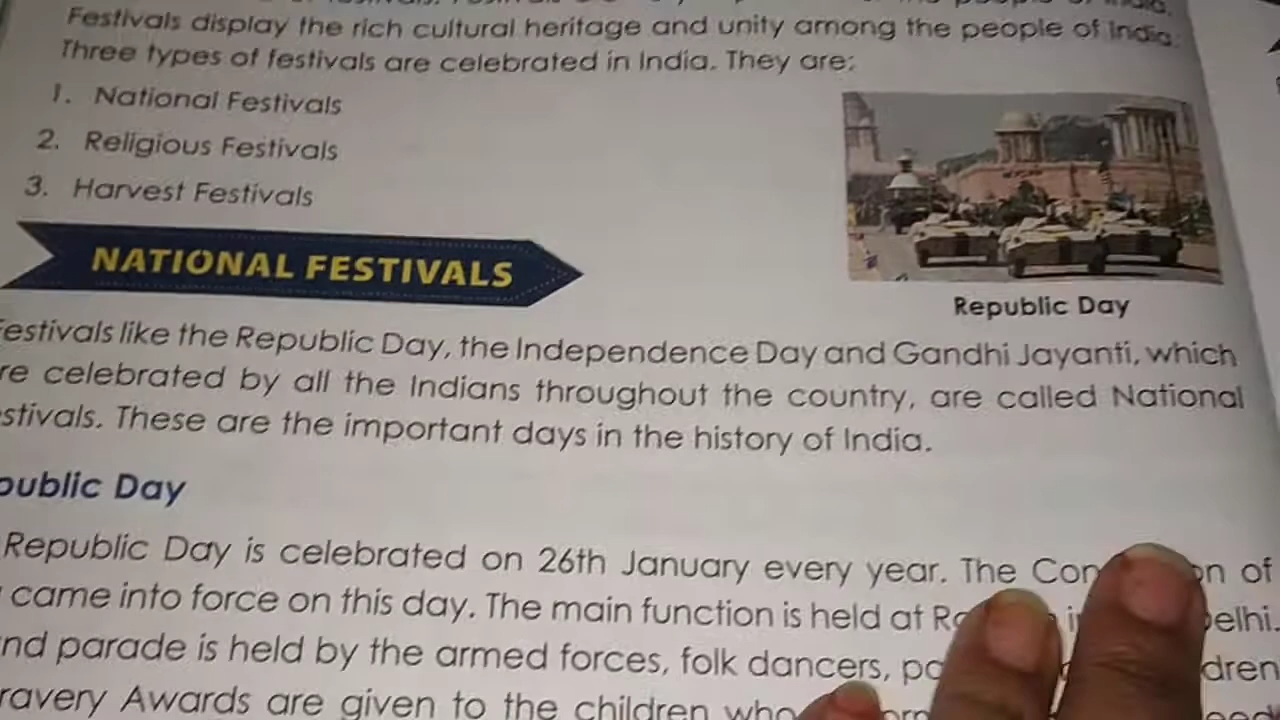 Festivals display the rich cultural heritage and unity among the people of India.
Three types of festivals are celebrated in India. They are:
1. National Festivals
2. Religious Festivals
3. Harvest Festivals
NATIONAL FESTIVALS
Republic Day
estivals like the Republic Day, the Independence Day and Gandhi Jayanti, which
re celebrated by all the Indians throughout the country, are called National
stivals. These are the important days in the history of India.
public Day
Republic Day is celebrated on 26th January every year. The Con on of
came into force on this day. The main function is held at Ra elhi.
nd parade is held by the armed forces, folk dancers, po dren
ravery Awards are given to the children who